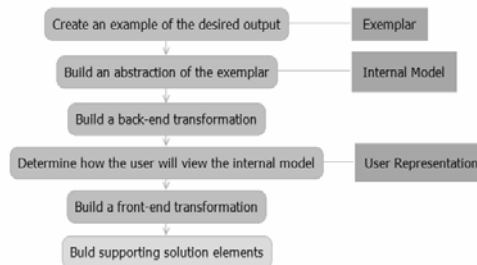 Create an example of the desired output
Exemplar
Build an abstraction of the exemplar
Internal Model
Build a back-end transformation
Determine how the user will view the internal model
User Representation
Build a front-end transformation
Buld supporting solution elements